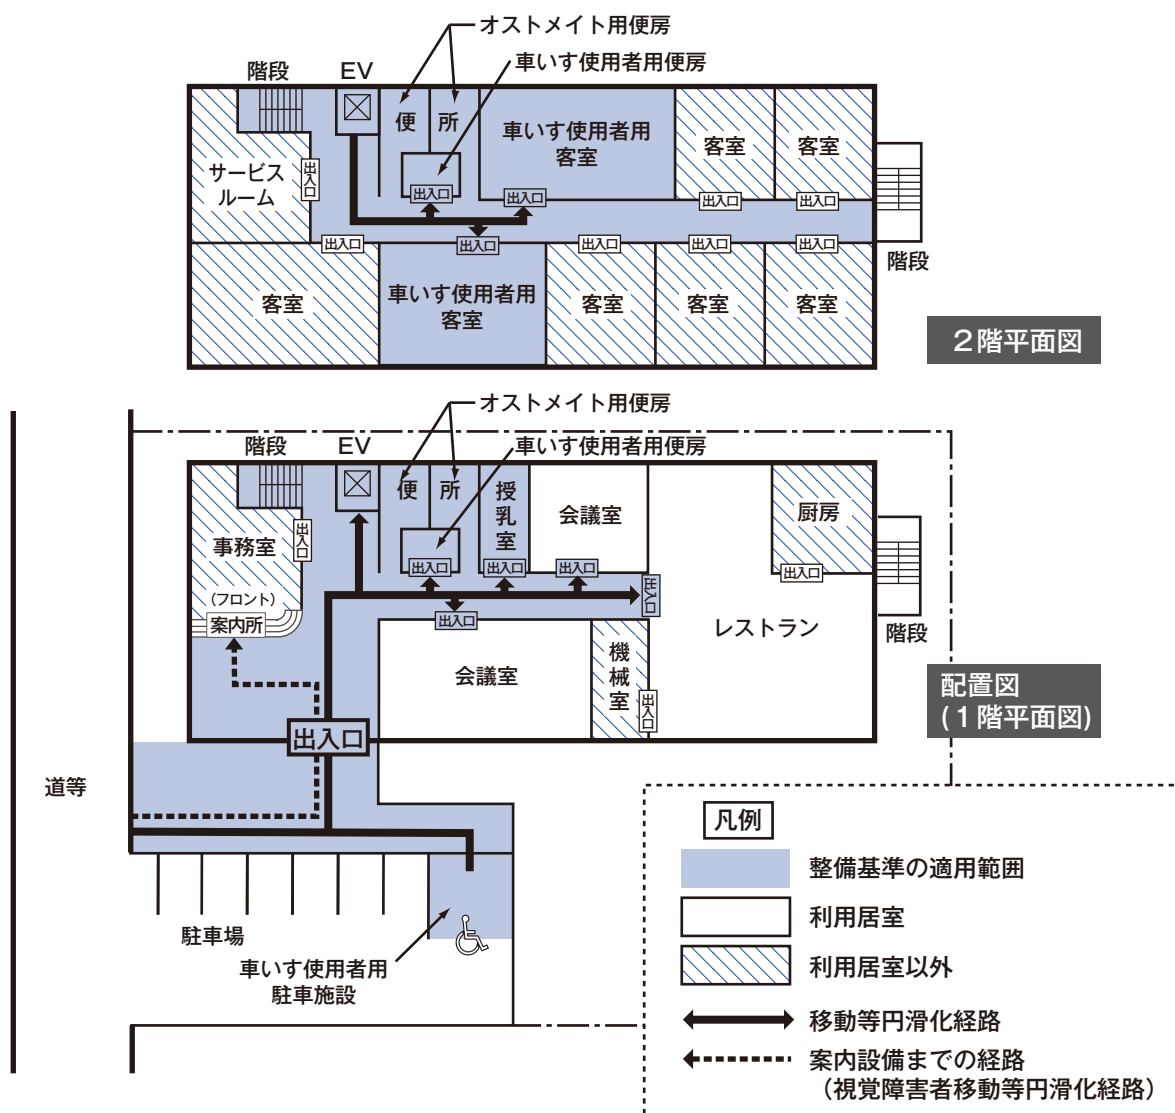 オストメイト用便房
車いす使用者用便房
階段
EV
便
所
車いす使用者用
客室
客室
客室
サービス
ルーム
出入口
出入口
出入口
出入口
出入口
出入口
出入口
出入口
出入口
出入口
階段
客室
車いす使用者用
客室
客室
客室
客室
2階平面図
オストメイト用便房
車いす使用者用便房
階段
EV
便
所
授乳室
会議室
厨房
事務室
出入口
(フロント)
案内所
出入口
出入口
出入口
出入口
出入口
出入口
レストラン
階段
会議室
機械室
出入口
配置図
(1階平面図)
出入口
道等
駐車場
車いす使用者用
駐車施設
凡例
整備基準の適用範囲
利用居室
利用居室以外
移動等円滑化経路
案内設備までの経路
(視覚障害者移動等円滑化経路)